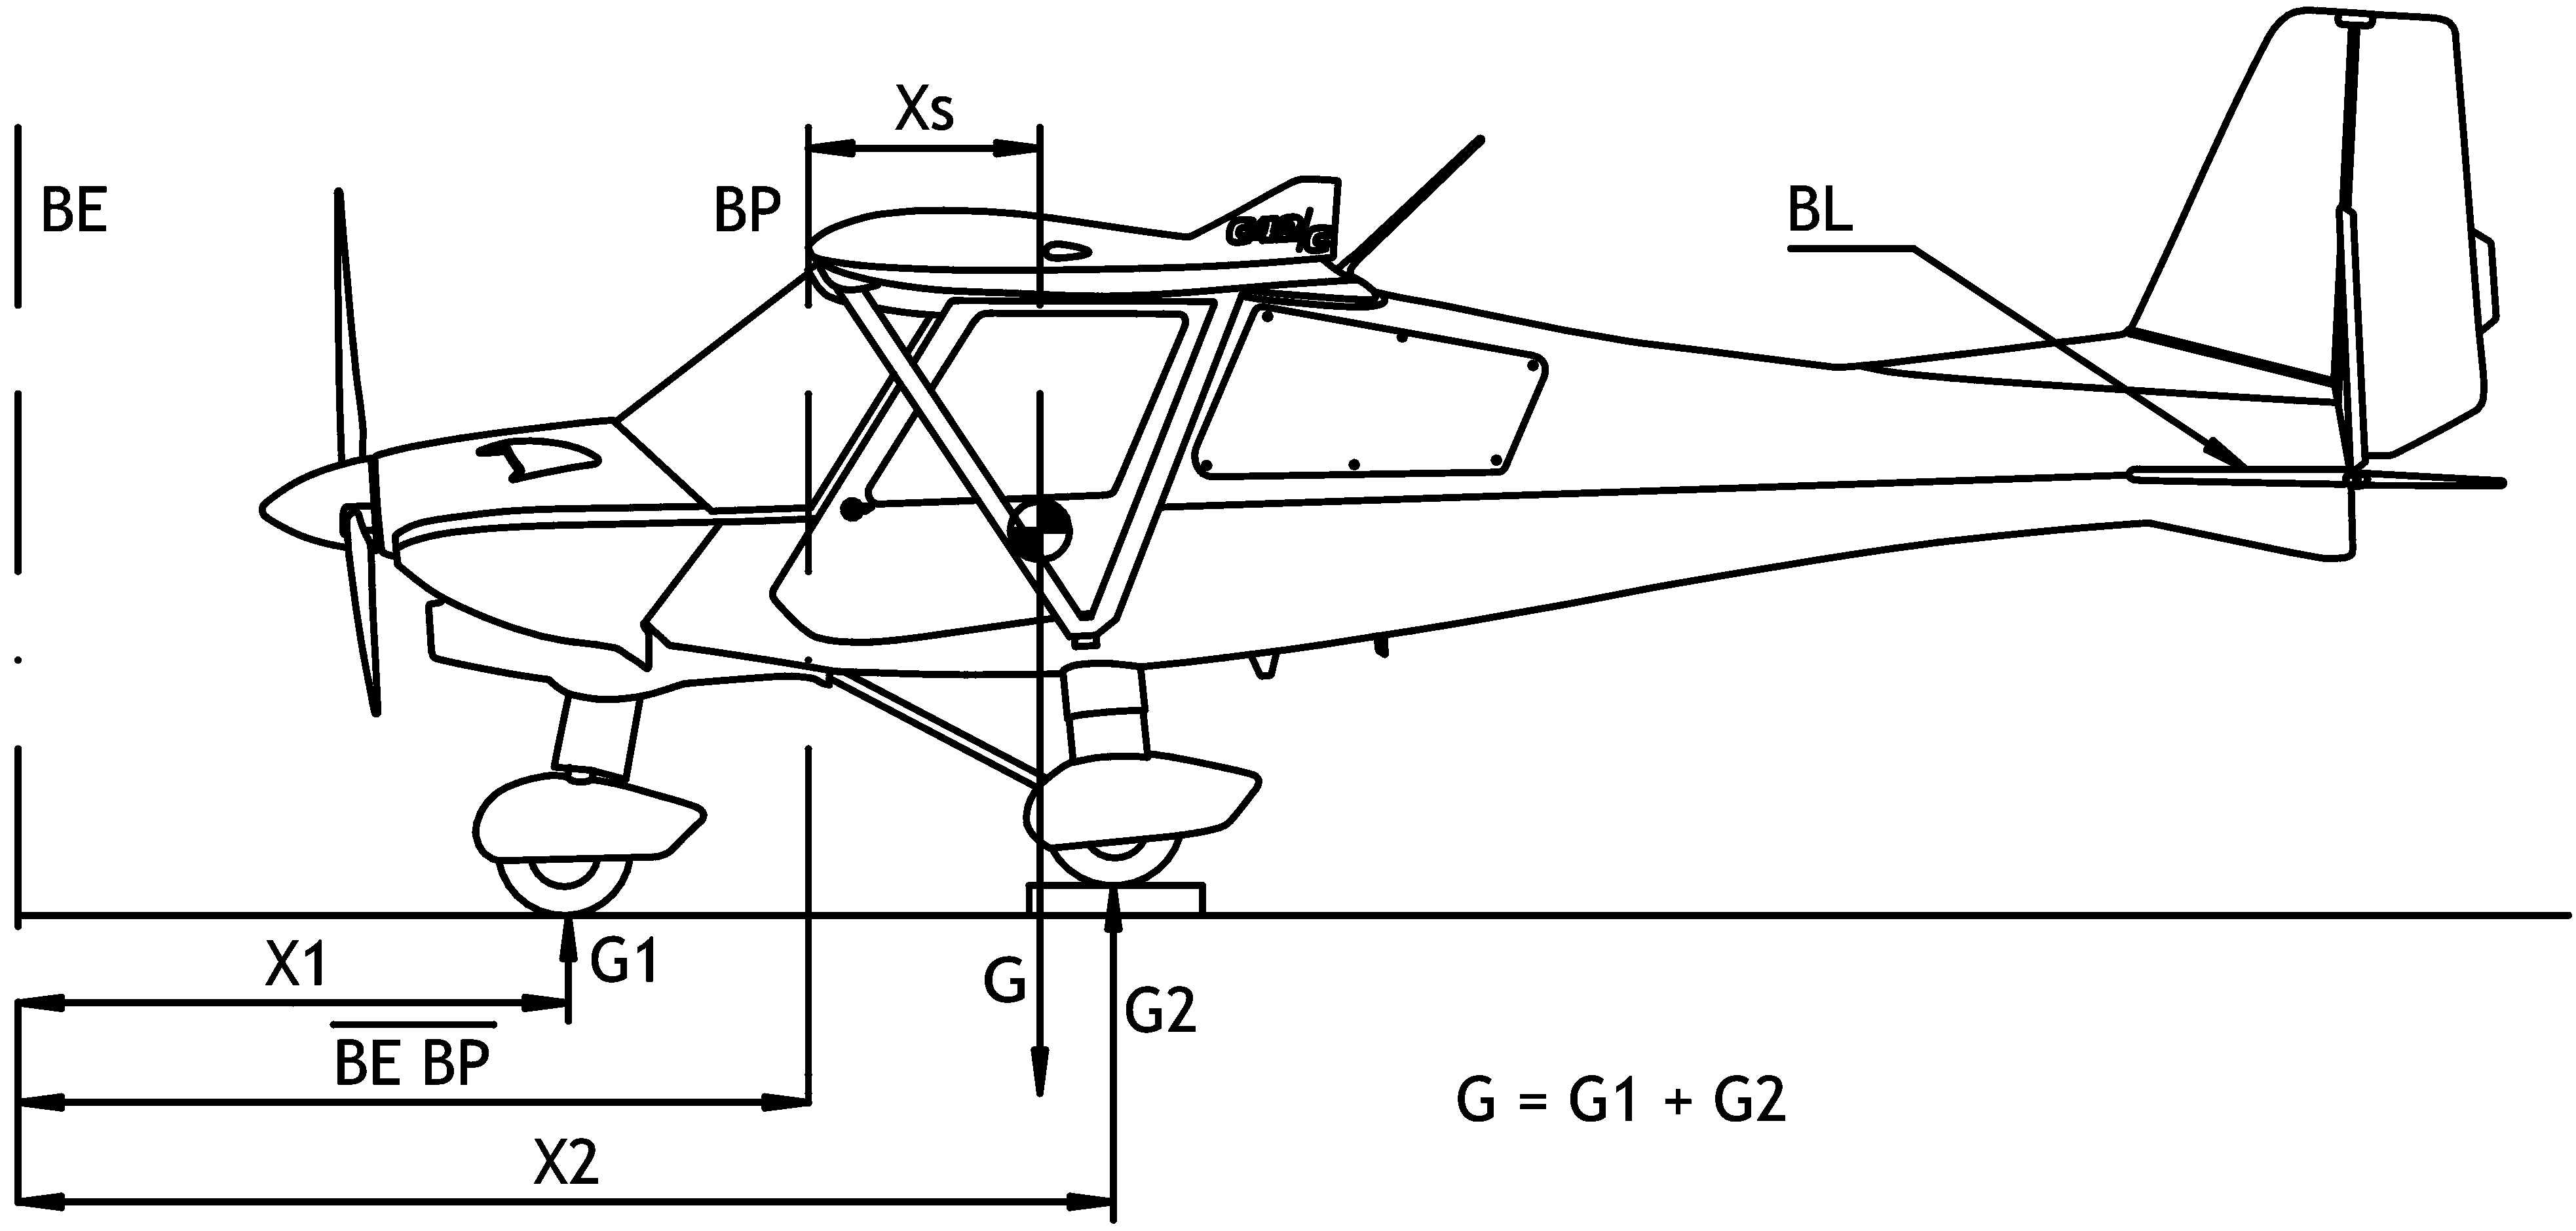 Xs
BE
BP
BL
X1
G1
G
G2
BE BP
G = G1 + G2
X2